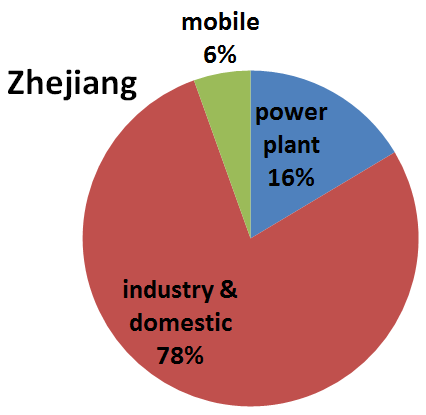 mobile
6%
Zhejiang
power
plant
16%
industry &
domestic
78%